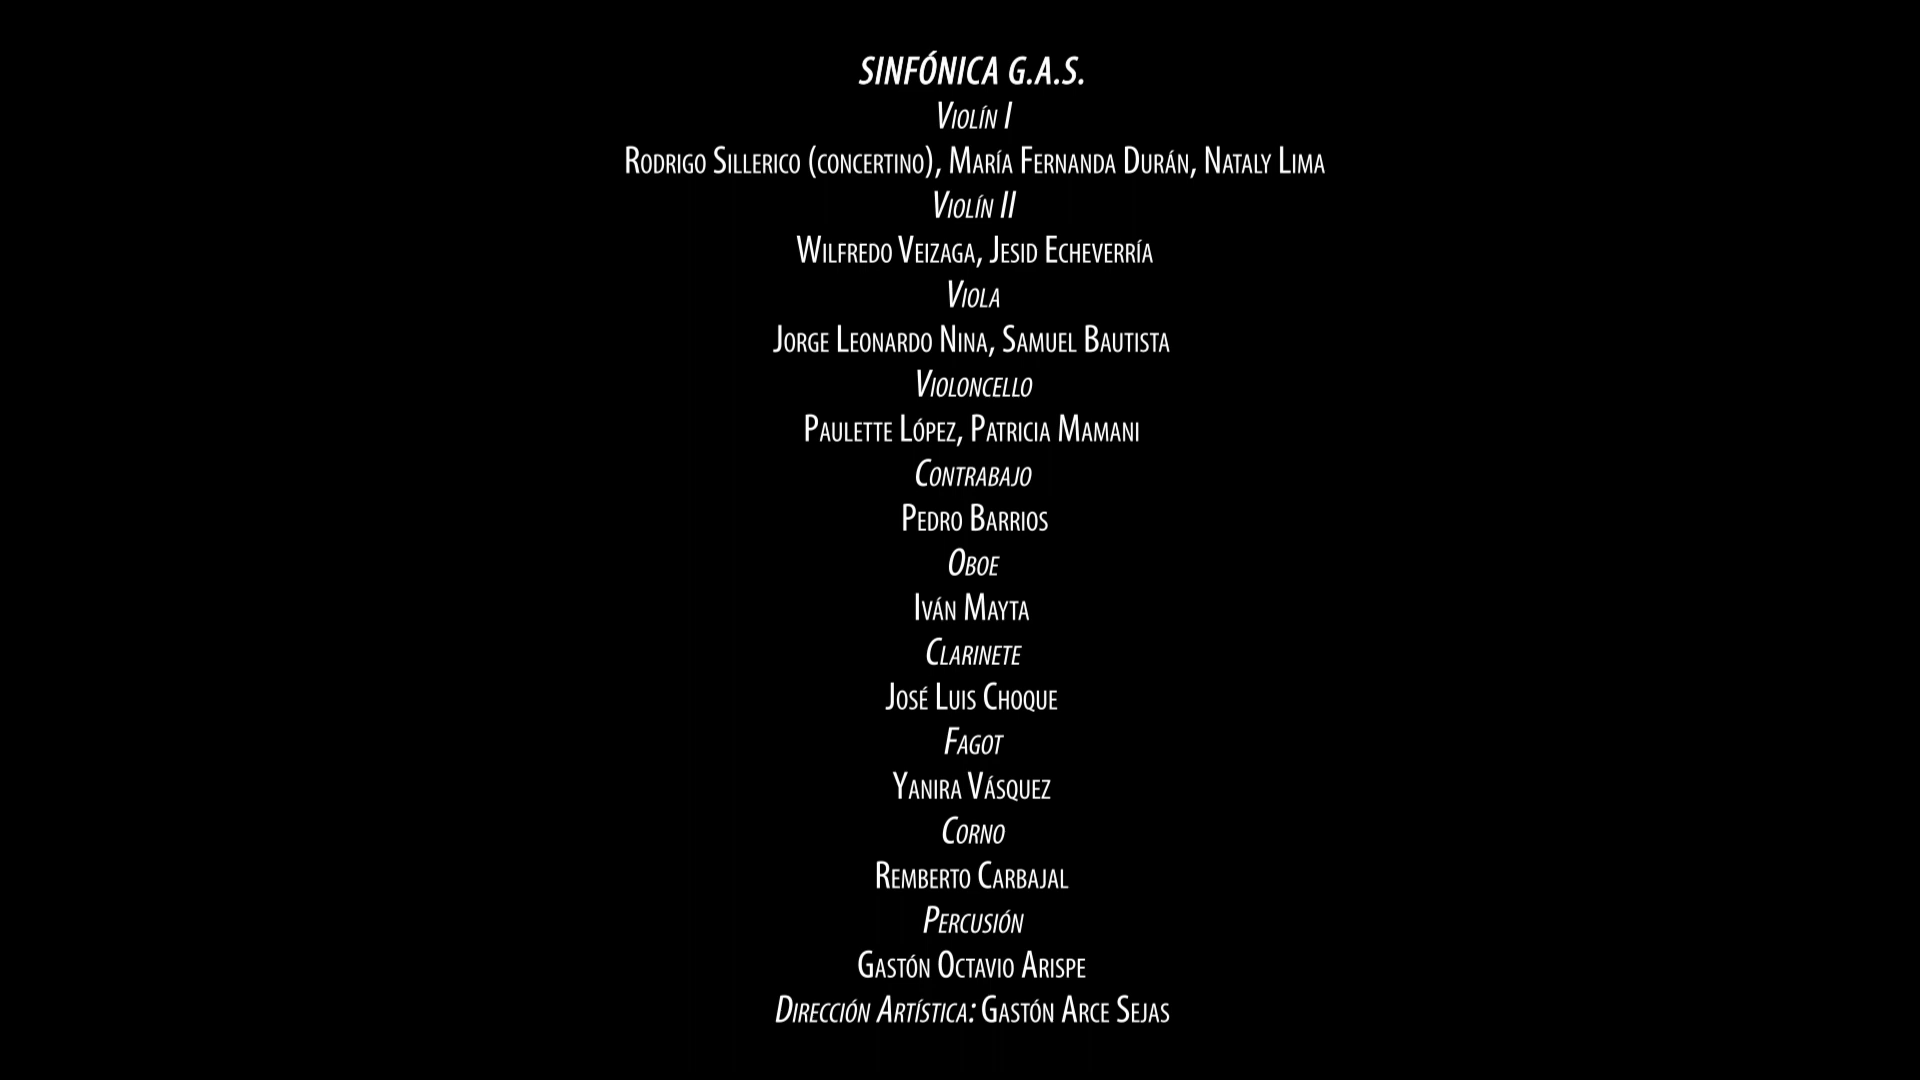 SINFÓNICA G.A.S.
Violín I
Rodrigo Sillerico (concertino), María Fernanda Durán, Nataly Lima
Violín II
Wilfredo Veizaga, Jesid Echeverría
Viola
Jorge Leonardo Nina, Samuel Bautista
Violoncello
Paulette López, Patricia Mamani
Contrabajo
Pedro Barrios
Oboe
Iván Mayta
Clarinete
José Luis Choque
Fagot
Yanira Vásquez
Corno
Remberto Carbajal
Percusión
Gastón Octavio Arispe
Dirección Artística: Gastón Arce Sejas